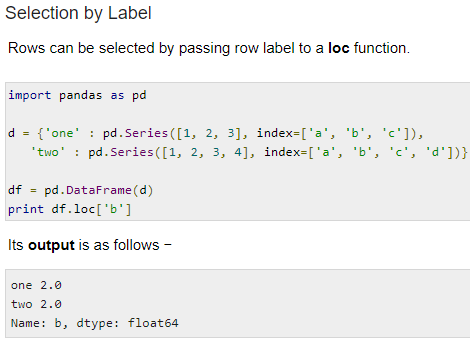 Selection by Label
Rows can be selected by passing row label to a loc function.
import pandas as pd
d = {'one' : pd.Series([1, 2, 3], index=['a', 'b', 'c']),
'two' : pd.Series([1, 2, 3, 4], index=['a', 'b', 'c', 'd'])}
df = pd.DataFrame(d)
print df.loc['b']
Its output is as follows −
one 2.0
two 2.0
Name: b, dtype: float64